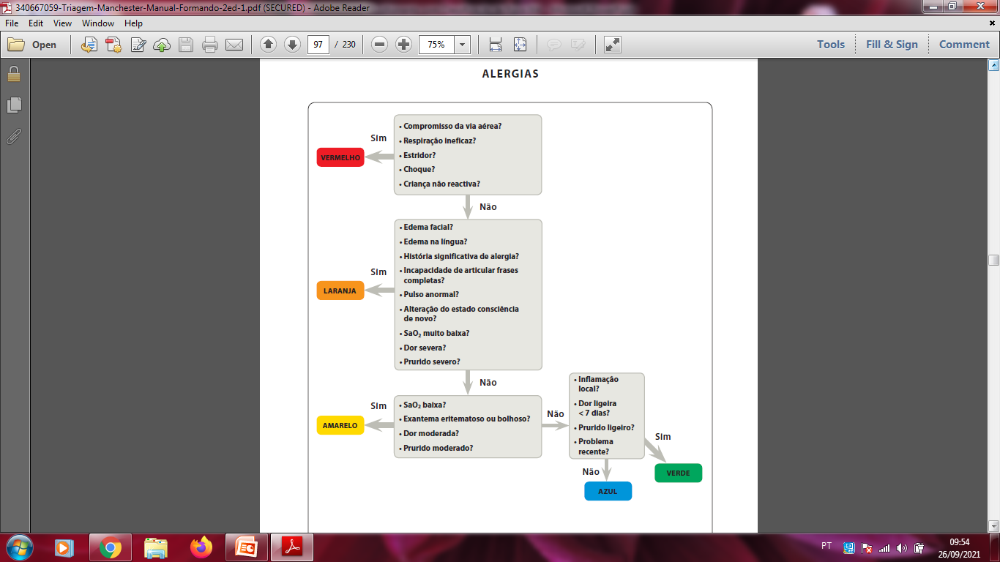 340667059-Triagem-Manchester-Manual-Formando-2ed-1.pdf (SECURED) - Adobe Reader
File Edit View Window Help
Open 97 / 230 75% Tools Fill & Sign Comment
ALERGIAS
• Compromisso da via aérea?
• Respiração ineficaz?
• Estridor?
• Choque?
• Criança não reactiva?
Sim
VERMELHO
Não
• Edema facial?
• Edema na língua?
• História significativa de alergia?
• Incapacidade de articular frases
completas?
• Pulso anormal?
• Alteração do estado consciência
de novo?
• SaO2 muito baixa?
• Dor severa?
• Prurido severo?
Sim
LARANJA
Não
• SaO2 baixa?
• Exantema eritematoso ou bolhoso?
• Dor moderada?
• Prurido moderado?
Sim
AMARELO
Não
• Inflamação
local?
• Dor ligeira
< 7 dias?
• Prurido ligeiro?
• Problema
recente?
Sim
VERDE
Não
AZUL
PT
09:54
26/09/2021